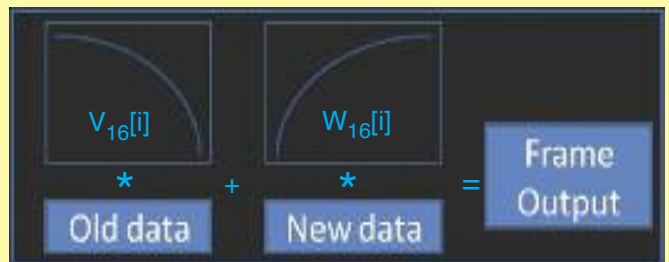 V16[i] W16[i]
* + * =
Old data New data
Frame
Output